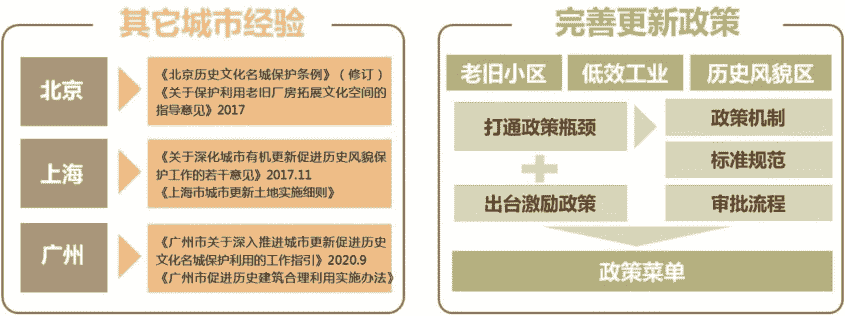 其它城市经验
北京
《北京历史文化名城保护条例》（修订）
《关于保护利用老旧厂房拓展文化空间的
指导意见》2017
上海
《关于深化城市有机更新促进历史风貌保
护工作的若干意见》2017.11
《上海市城市更新土地实施细则》
广州
《广州市关于深入推进城市更新促进历史
文化名城保护利用的工作指引》2020.9
《广州市促进历史建筑合理利用实施办法》
完善更新政策
老旧小区
低效工业
历史风貌区
打通政策瓶颈
出台激励政策
政策机制
标准规范
审批流程
政策菜单